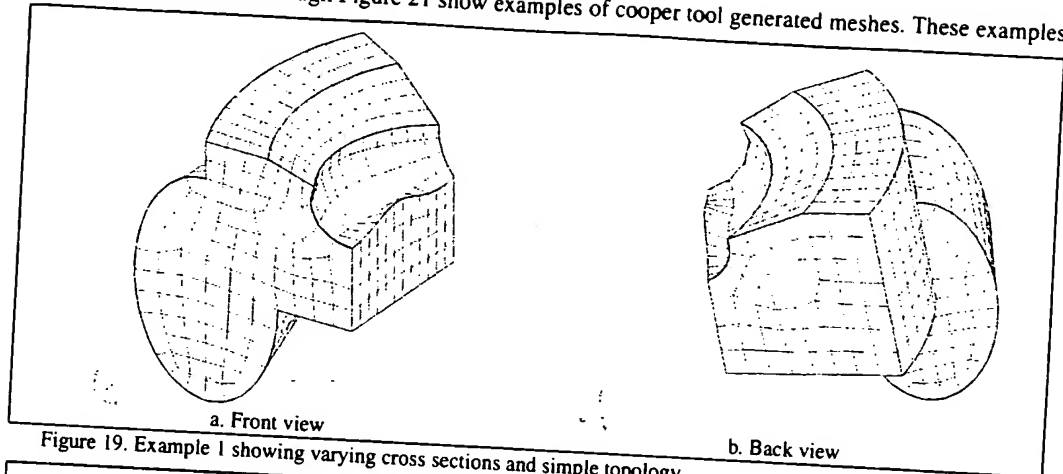 Figure 21 show examples of cooper tool generated meshes. These examples
a. Front view
b. Back view
Figure 19. Example 1 showing varying cross sections and simple topology